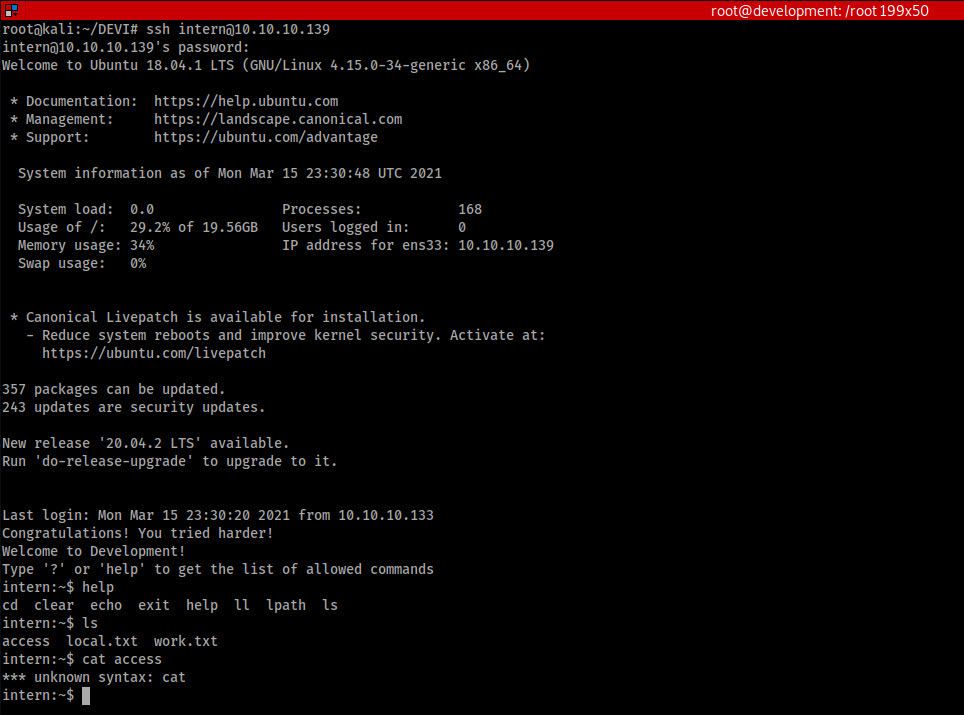 root@development: /root 199x50
root@kali:~/DEVI# ssh intern@10.10.10.139
intern@10.10.10.139's password:
Welcome to Ubuntu 18.04.1 LTS (GNU/Linux 4.15.0-34-generic x86_64)
* Documentation:  https://help.ubuntu.com
* Management:     https://landscape.canonical.com
* Support:        https://ubuntu.com/advantage
System information as of Mon Mar 15 23:30:48 UTC 2021
System load:  0.0                Processes:            168
Usage of /:   29.2% of 19.56GB   Users logged in:      0
Memory usage: 34%                IP address for ens33: 10.10.10.139
Swap usage:   0%
* Canonical Livepatch is available for installation.
- Reduce system reboots and improve kernel security. Activate at:
https://ubuntu.com/livepatch
357 packages can be updated.
243 updates are security updates.
New release '20.04.2 LTS' available.
Run 'do-release-upgrade' to upgrade to it.
Last login: Mon Mar 15 23:30:20 2021 from 10.10.10.133
Congratulations! You tried harder!
Welcome to Development!
Type '?' or 'help' to get the list of allowed commands
intern:~$ help
cd  clear  echo  exit  help  ll  lpath  ls
intern:~$ ls
access  local.txt  work.txt
intern:~$ cat access
*** unknown syntax: cat
intern:~$